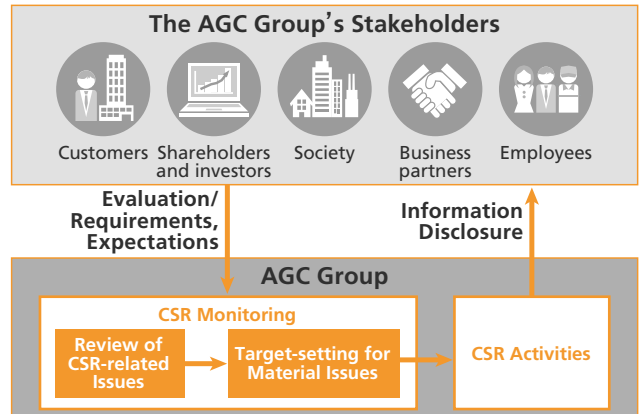 The AGC Group's Stakeholders
Customers
Shareholders
and investors
Society
Business
partners
Employees
Evaluation/
Requirements,
Expectations
Information
Disclosure
AGC Group
CSR Monitoring
Review of
CSR-related
Issues
Target-setting for
Material Issues
CSR Activities